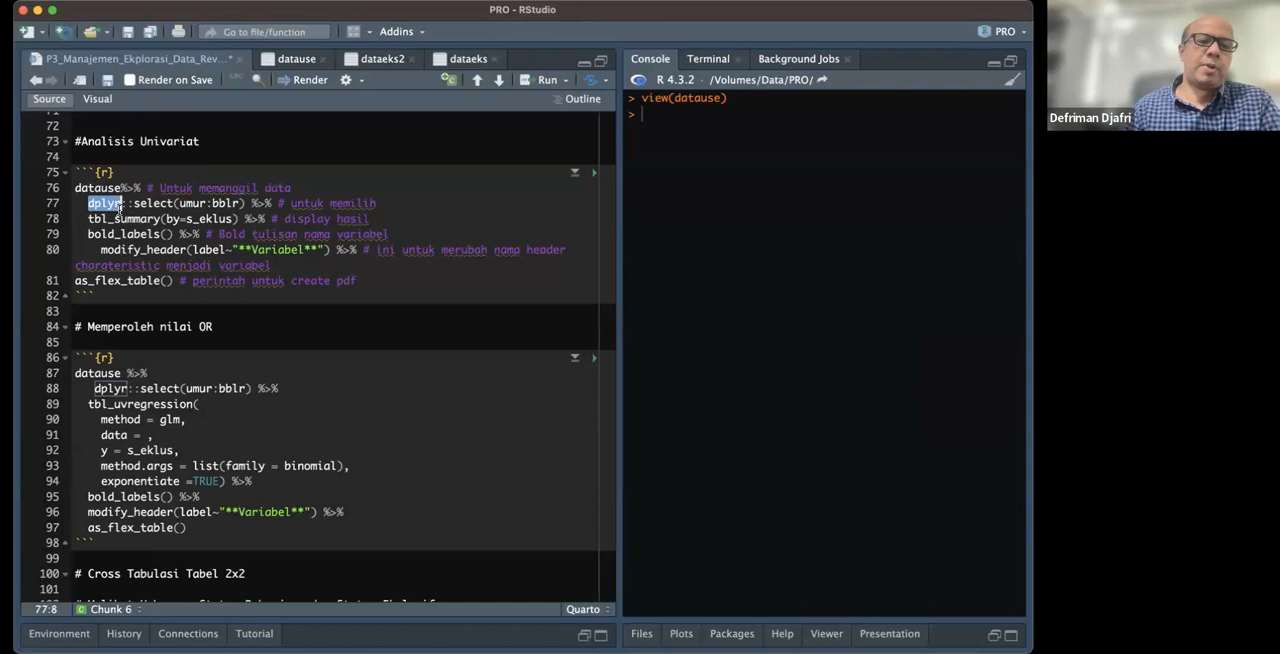 PRO - RStudio
Go to file/function
Addins
PRO
P3_Manajemen_Ekplorasi_Data_Rev...*
datause
dataeks2
dataeks
Render on Save
ABC
Render
Run
Source
Visual
Outline
71
72
73 #Analisis Univariat
74
75 ```{r}
76 datause%>% # Untuk memanggil data
77 dplyr::select(umur:bblr) %>% # untuk memilih
78 tbl_summary(by=s_eklus) %>% # display hasil
79 bold_labels() %>% # Bold tulisan nama variabel
80 modify_header(label~"**Variabel**") %>% # ini untuk merubah nama header
charateristic menjadi variabel
81 as_flex_table() # perintah untuk create pdf
82 ```
83
84 # Memperoleh nilai OR
85
86 ```{r}
87 datause %>%
88 dplyr::select(umur:bblr) %>%
89 tbl_uvregression(
90 method = glm,
91 data = ,
92 y = s_eklus,
93 method.args = list(family = binomial),
94 exponentiate =TRUE) %>%
95 bold_labels() %>%
96 modify_header(label~"**Variabel**") %>%
97 as_flex_table()
98 ```
99
100 # Cross Tabulasi Tabel 2x2
101
77:8
Chunk 6
Quarto
Environment
History
Connections
Tutorial
Console
Terminal
Background Jobs
R 4.3.2 · /Volumes/Data/PRO/
> view(datause)
>
Files
Plots
Packages
Help
Viewer
Presentation
Defriman Djafri